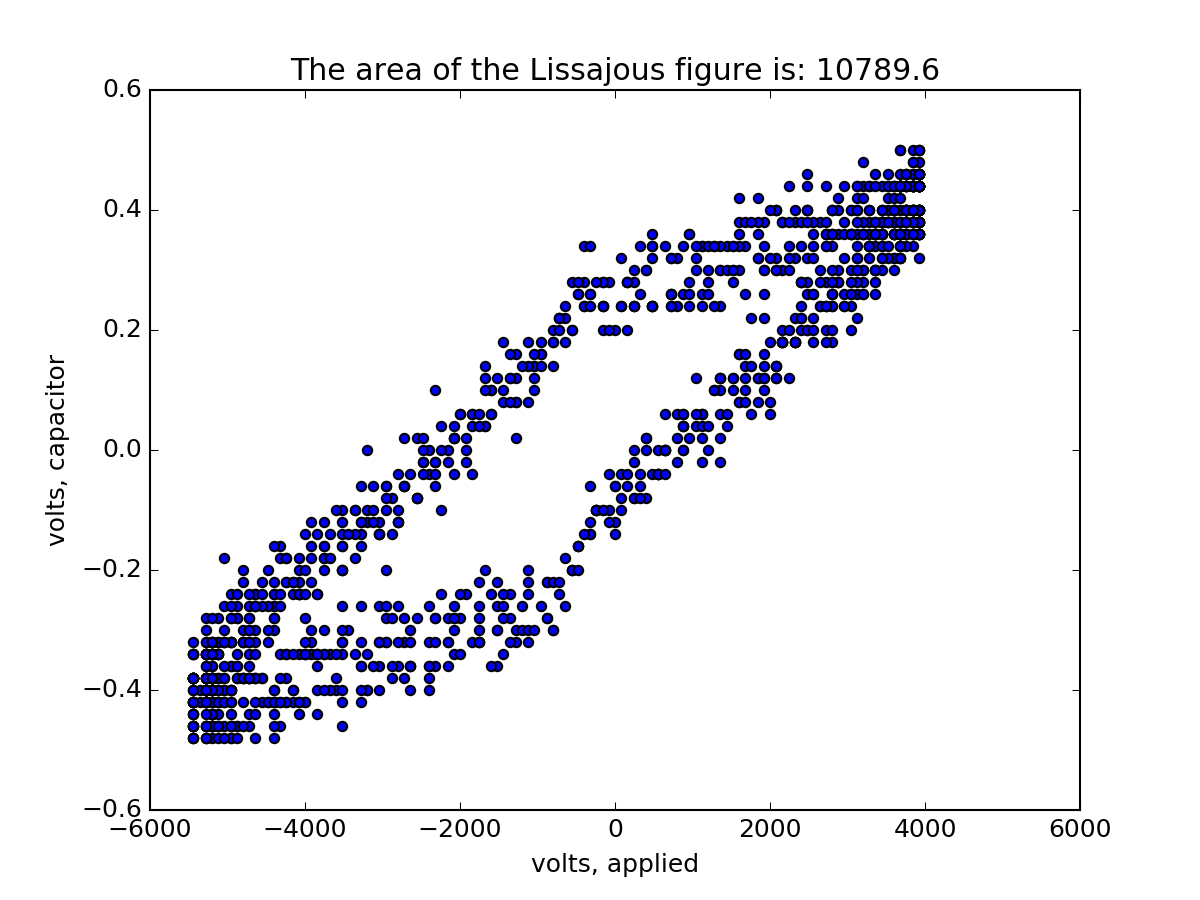 The area of the Lissajous figure is: 10789.6
0.6
0.4
0.2
0.0
−0.2
−0.4
−0.6
volts, capacitor
−6000 −4000 −2000 0 2000 4000 6000
volts, applied